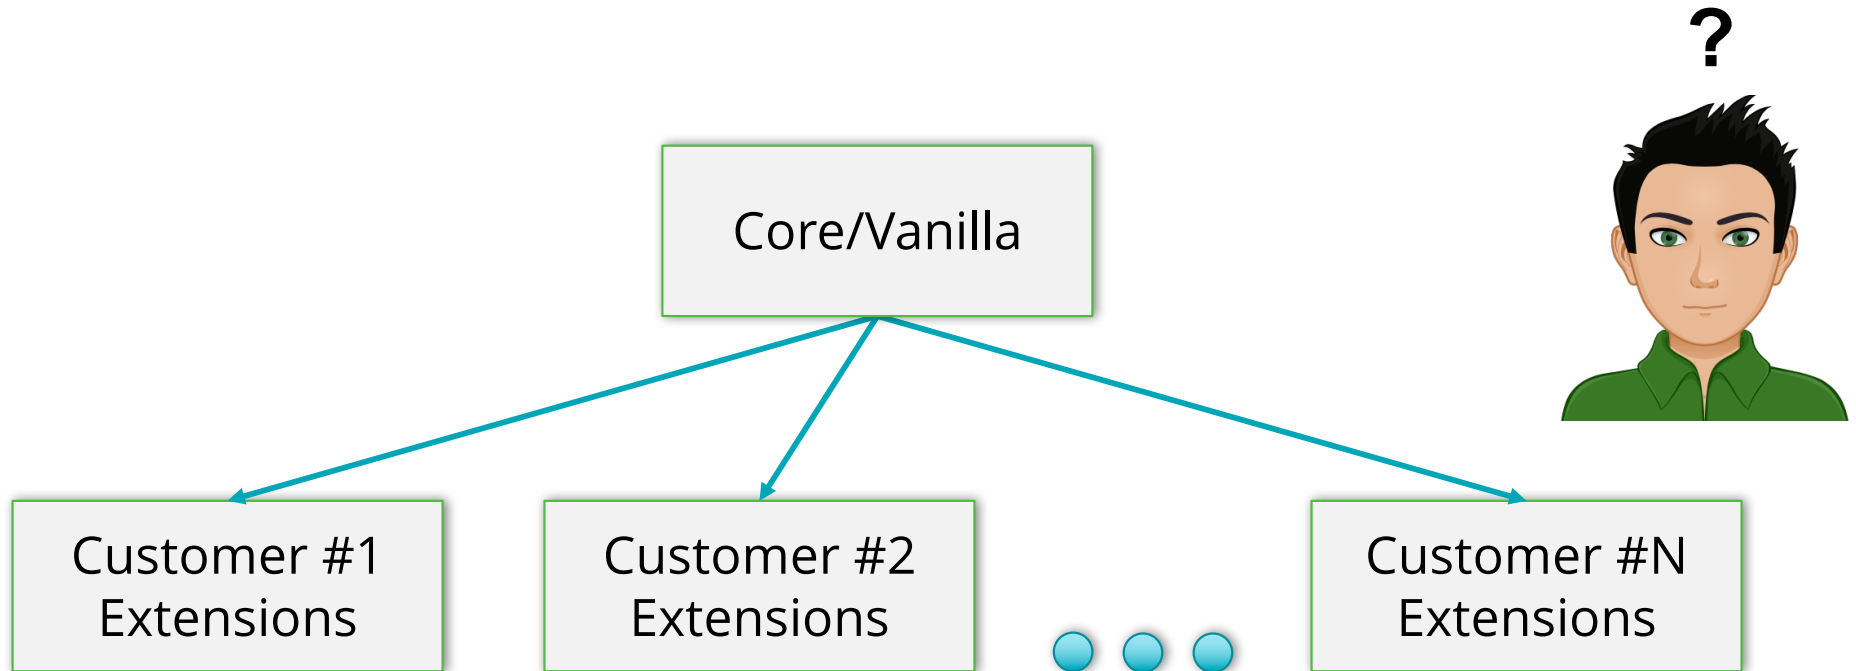 ?
Core/Vanilla
Customer #1
Extensions
Customer #2
Extensions
Customer #N
Extensions